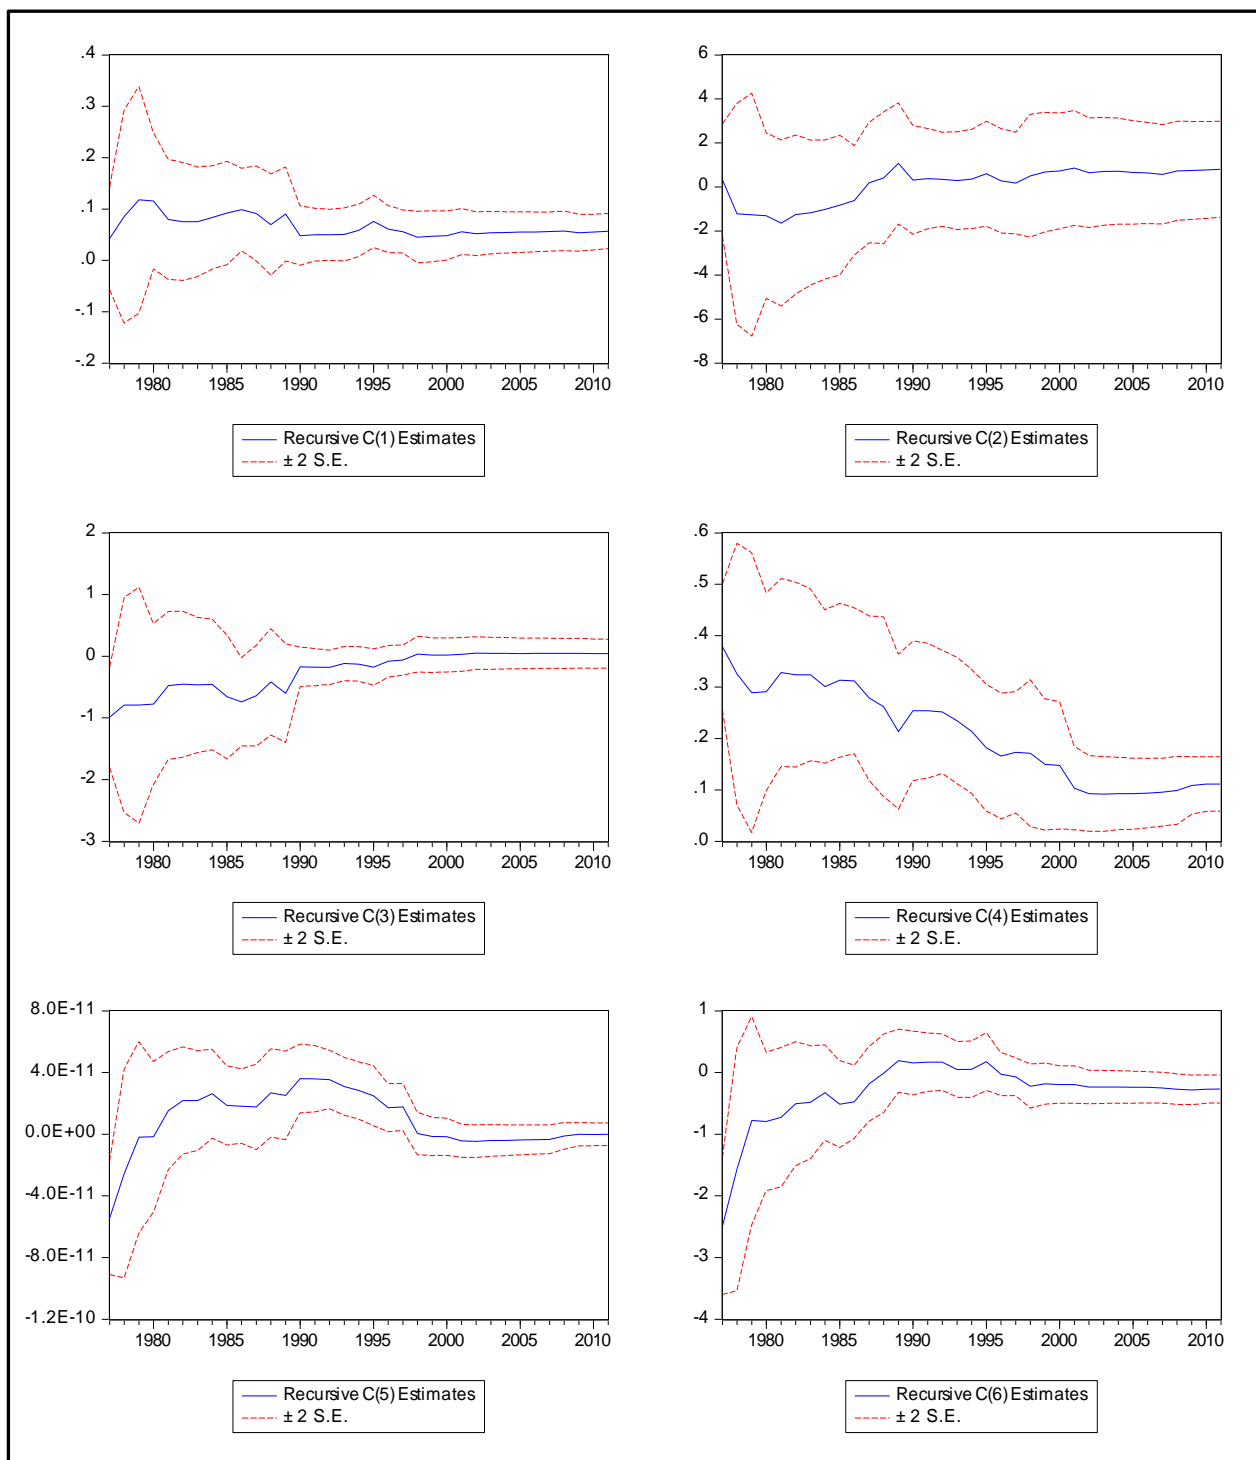 .4
.3
.2
.1
.0
-.1
-.2
1980 1985 1990 1995 2000 2005 2010
Recursive C(1) Estimates
± 2 S.E.
6
4
2
0
-2
-4
-6
-8
1980 1985 1990 1995 2000 2005 2010
Recursive C(2) Estimates
± 2 S.E.
2
1
0
-1
-2
-3
1980 1985 1990 1995 2000 2005 2010
Recursive C(3) Estimates
± 2 S.E.
.6
.5
.4
.3
.2
.1
.0
1980 1985 1990 1995 2000 2005 2010
Recursive C(4) Estimates
± 2 S.E.
8.0E-11
4.0E-11
0.0E+00
-4.0E-11
-8.0E-11
-1.2E-10
1980 1985 1990 1995 2000 2005 2010
Recursive C(5) Estimates
± 2 S.E.
1
0
-1
-2
-3
-4
1980 1985 1990 1995 2000 2005 2010
Recursive C(6) Estimates
± 2 S.E.